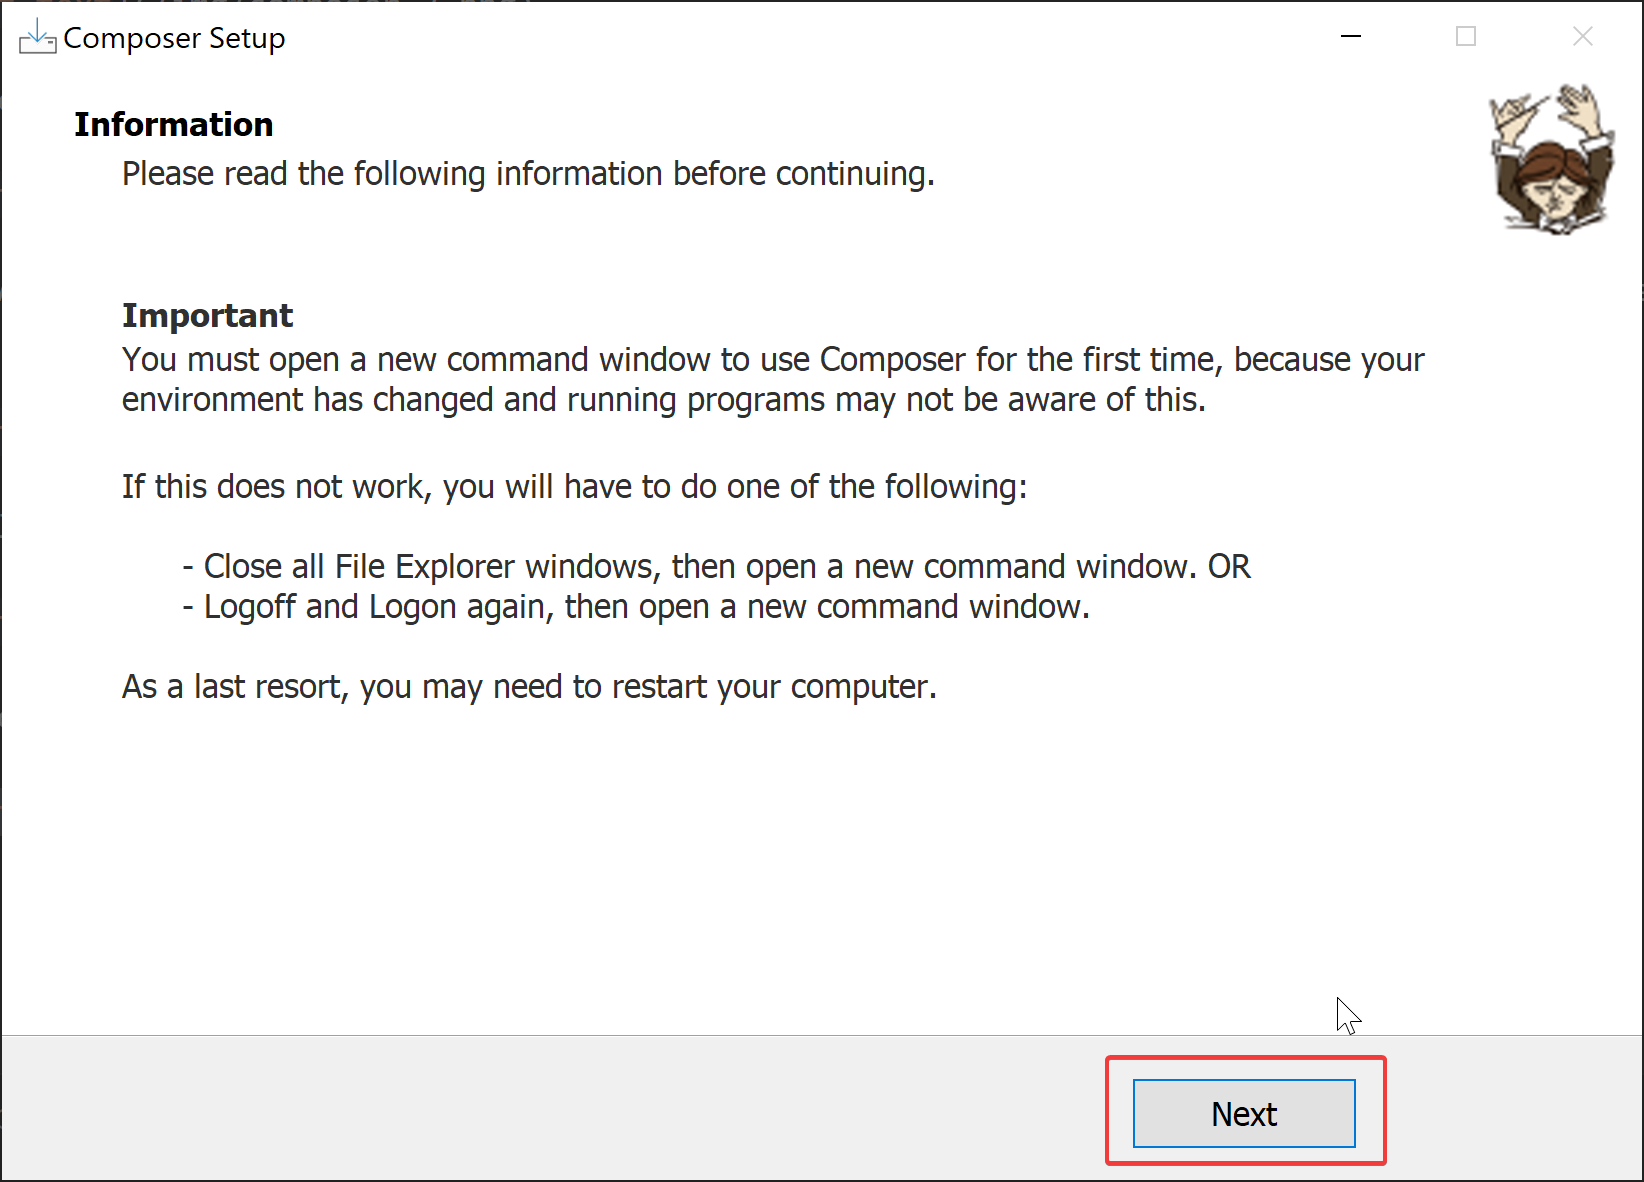 Composer Setup
Information
Please read the following information before continuing.
Important
You must open a new command window to use Composer for the first time, because your
environment has changed and running programs may not be aware of this.
If this does not work, you will have to do one of the following:
- Close all File Explorer windows, then open a new command window. OR
- Logoff and Logon again, then open a new command window.
As a last resort, you may need to restart your computer.
Next